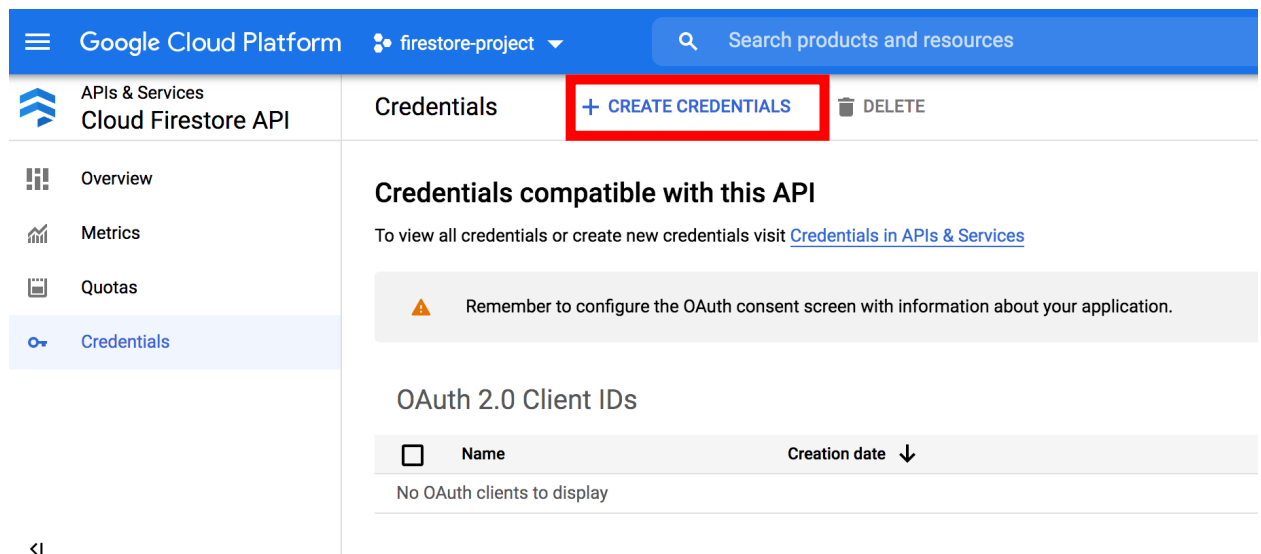 Google Cloud Platform firestore-project Search products and resources
APIs & Services
Cloud Firestore API
Credentials + CREATE CREDENTIALS DELETE
Overview
Metrics
Quotas
Credentials
Credentials compatible with this API
To view all credentials or create new credentials visit Credentials in APIs & Services
Remember to configure the OAuth consent screen with information about your application.
OAuth 2.0 Client IDs
Name Creation date
No OAuth clients to display